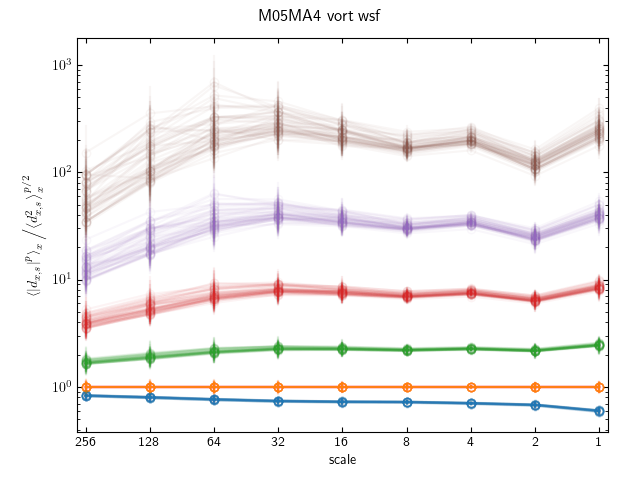 M05MA4 vort wsf
10³
10²
10¹
10⁰
⟨|d_{x,s}|^p⟩_x / ⟨d²_{x,s}⟩_x^{p/2}
256 128 64 32 16 8 4 2 1
scale